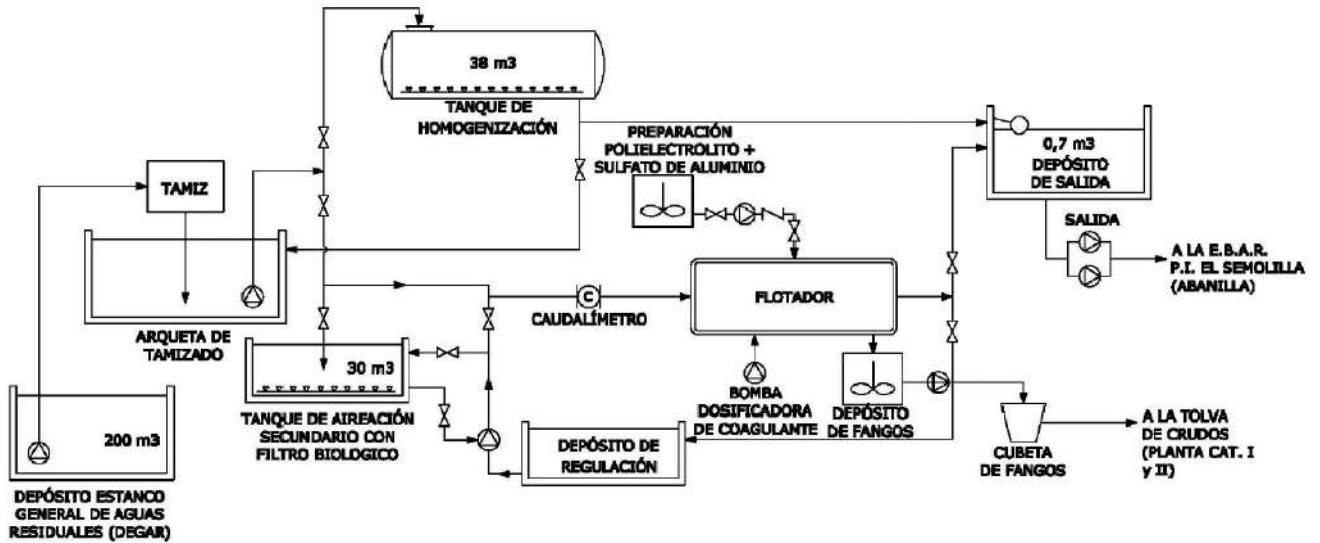 38 m3
TANQUE DE
HOMOGENIZACIÓN
PREPARACIÓN
POLIELECTROLITO +
SULFATO DE ALUMINIO
0,7 m3
DEPÓSITO
DE SALIDA
TAMIZ
SALIDA
A LA E.B.A.R.
P.I. EL SEMOLILLA
(ABANILLA)
ARQUETA DE
TAMIZADO
C
CAUDALÍMETRO
FLOTADOR
30 m3
TANQUE DE AIREACIÓN
SECUNDARIO CON
FILTRO BIOLOGICO
BOMBA
DOSIFICADORA
DE COAGULANTE
DEPÓSITO
DE FANGOS
200 m3
DEPÓSITO ESTANCO
GENERAL DE AGUAS
RESIDUALES (DEGAR)
DEPÓSITO DE
REGULACIÓN
CUBETA
DE FANGOS
A LA TOLVA
DE CRUDOS
(PLANTA CAT. I
y II)